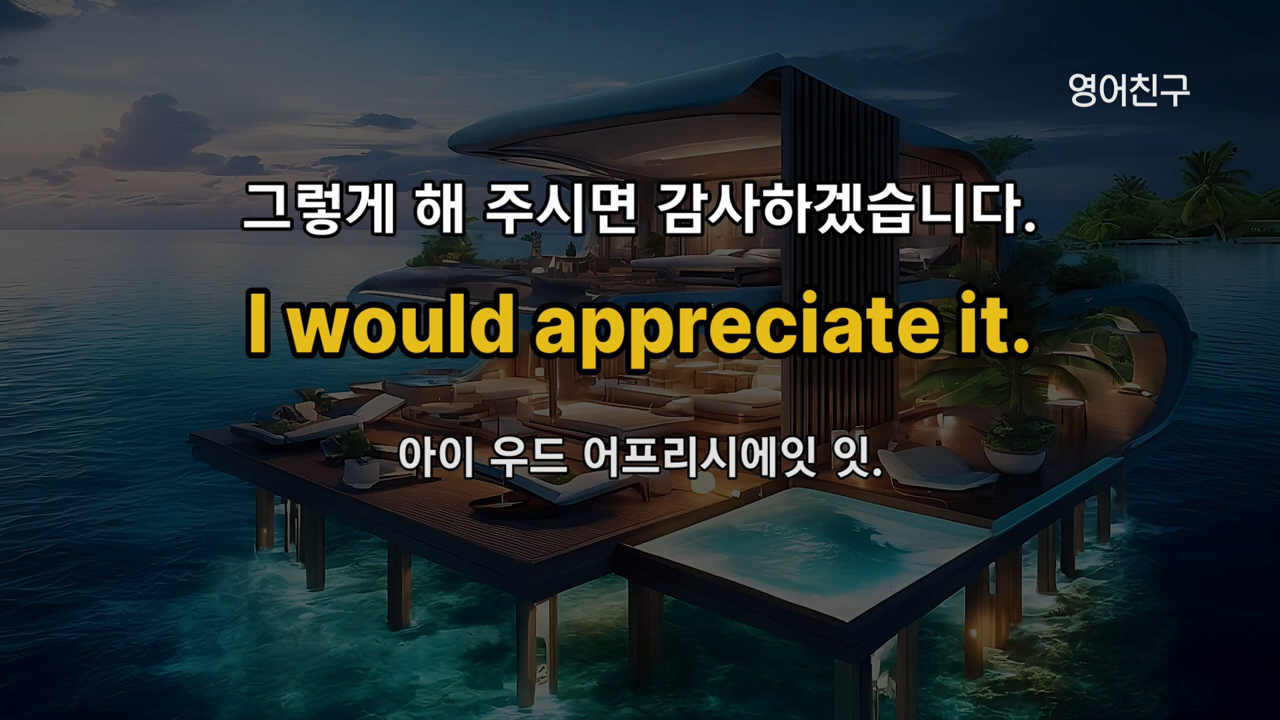 영어친구
그렇게 해 주시면 감사하겠습니다.
I would appreciate it.
아이 우드 어프리시에잇 잇.